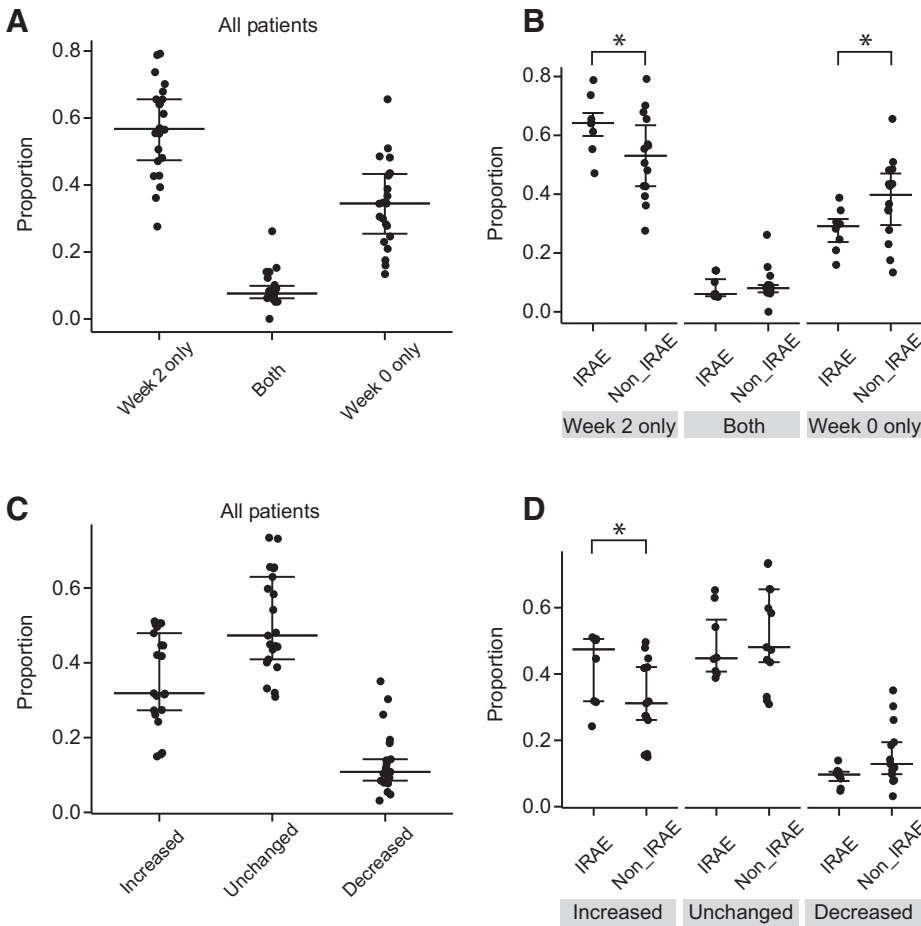 A
All patients
Proportion
0.8
0.6
0.4
0.2
0.0
Week 2 only
Both
Week 0 only
B
*
*
Proportion
0.8
0.6
0.4
0.2
0.0
IRAE
Non_IRAE
IRAE
Non_IRAE
IRAE
Non_IRAE
Week 2 only
Both
Week 0 only
C
All patients
Proportion
0.6
0.4
0.2
0.0
Increased
Unchanged
Decreased
D
*
Proportion
0.6
0.4
0.2
0.0
IRAE
Non_IRAE
IRAE
Non_IRAE
IRAE
Non_IRAE
Increased
Unchanged
Decreased